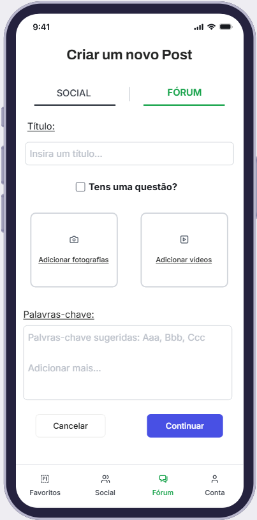 9:41
Criar um novo Post
SOCIAL
FÓRUM
Título:
Insira um título...
Tens uma questão?
Adicionar fotografias
Adicionar vídeos
Palavras-chave:
Palvras-chave sugeridas: Aaa, Bbb, Ccc
Adicionar mais...
Cancelar
Continuar
Favoritos
Social
Fórum
Conta